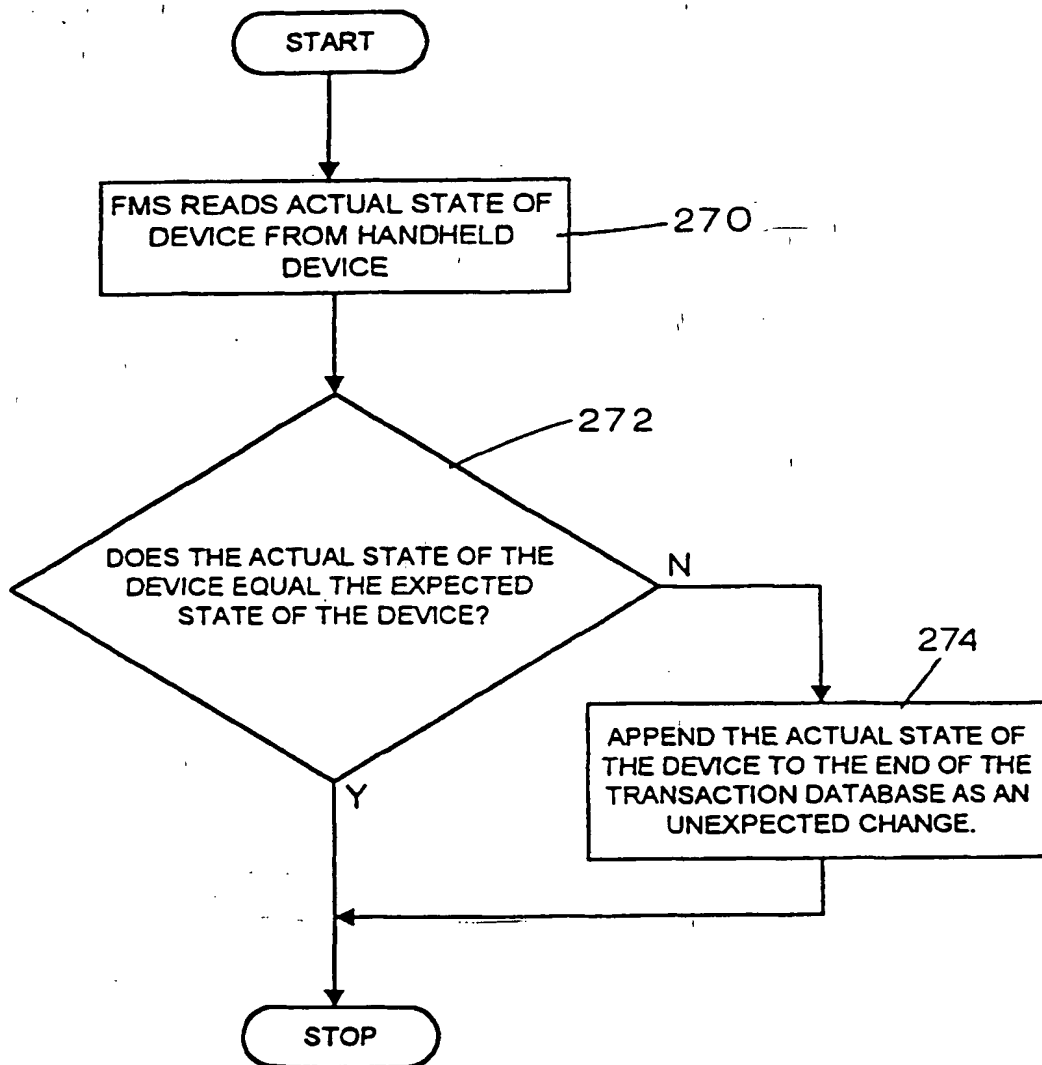 START
FMS READS ACTUAL STATE OF
DEVICE FROM HANDHELD
DEVICE
270
272
DOES THE ACTUAL STATE OF THE
DEVICE EQUAL THE EXPECTED
STATE OF THE DEVICE?
N
274
APPEND THE ACTUAL STATE OF
THE DEVICE TO THE END OF THE
TRANSACTION DATABASE AS AN
UNEXPECTED CHANGE.
Y
STOP